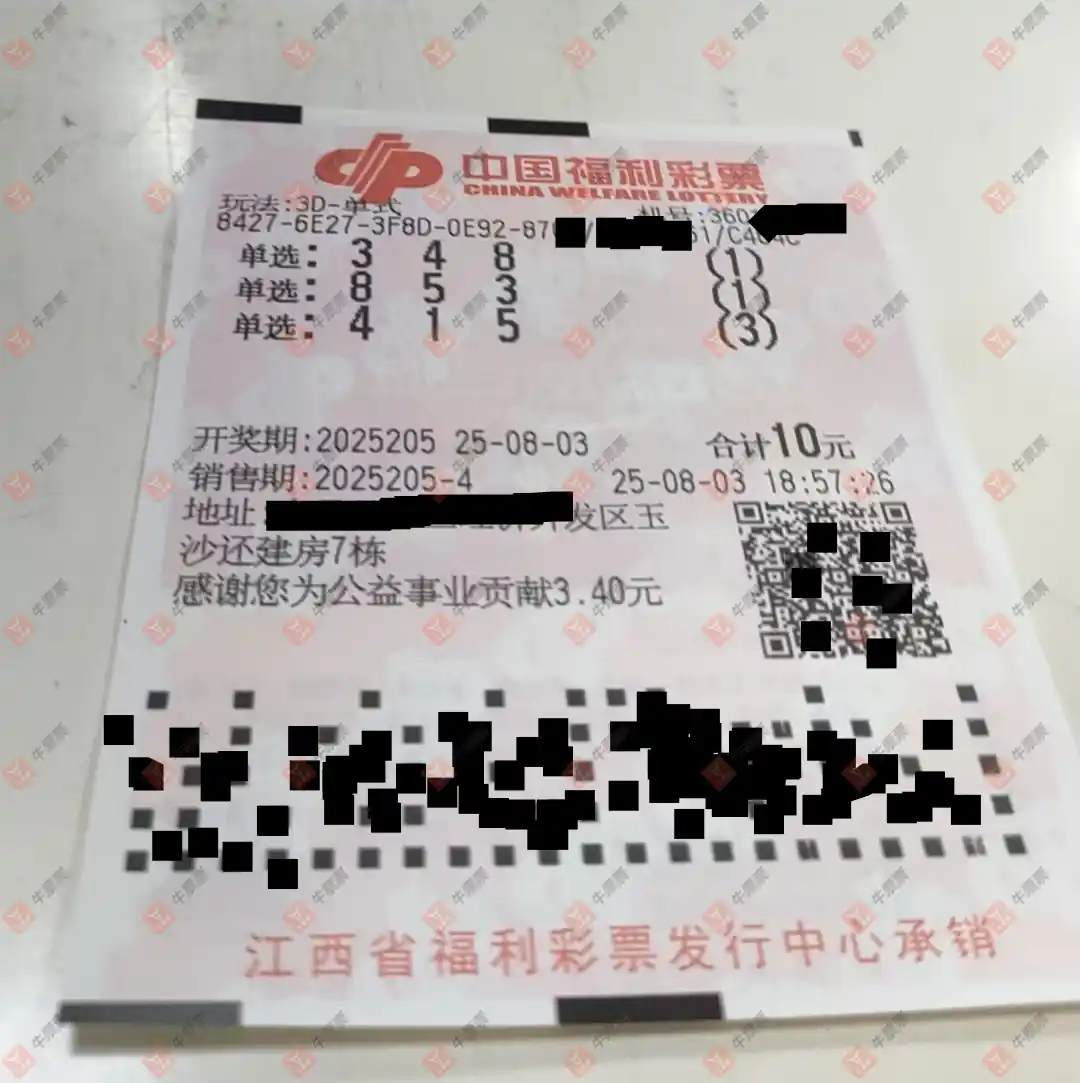 中国福利彩票
CHINA WELFARE LOTTERY
玩法:3D-单式 机号:360
8427-6E27-3F8D-0E92-87
单选: 3 4 8 (1)
单选: 8 5 3 (1)
单选: 4 1 5 (3)
开奖期:2025205 25-08-03 合计10元
销售期:2025205-4 25-08-03 18:57:26
地址 发区玉
沙还建房7栋
感谢您为公益事业贡献3.40元
江西省福利彩票发行中心承销
牛票票